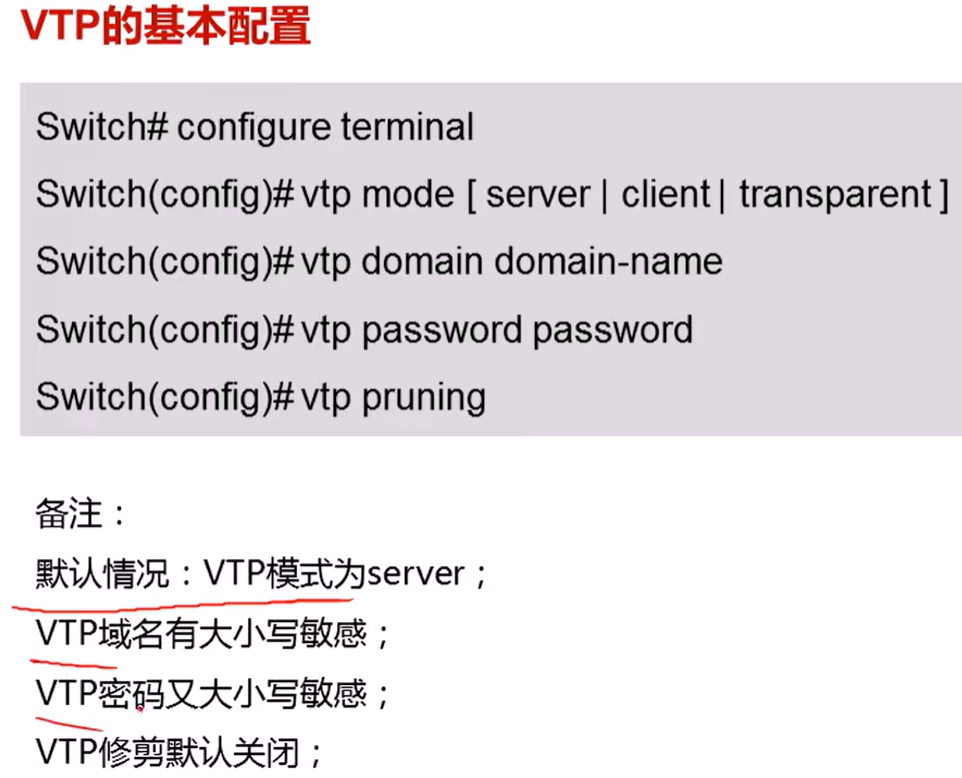 VTP的基本配置
Switch# configure terminal
Switch(config)# vtp mode [ server | client | transparent ]
Switch(config)# vtp domain domain-name
Switch(config)# vtp password password
Switch(config)# vtp pruning
备注：
默认情况：VTP模式为server；
VTP域名有大小写敏感；
VTP密码又大小写敏感；
VTP修剪默认关闭；